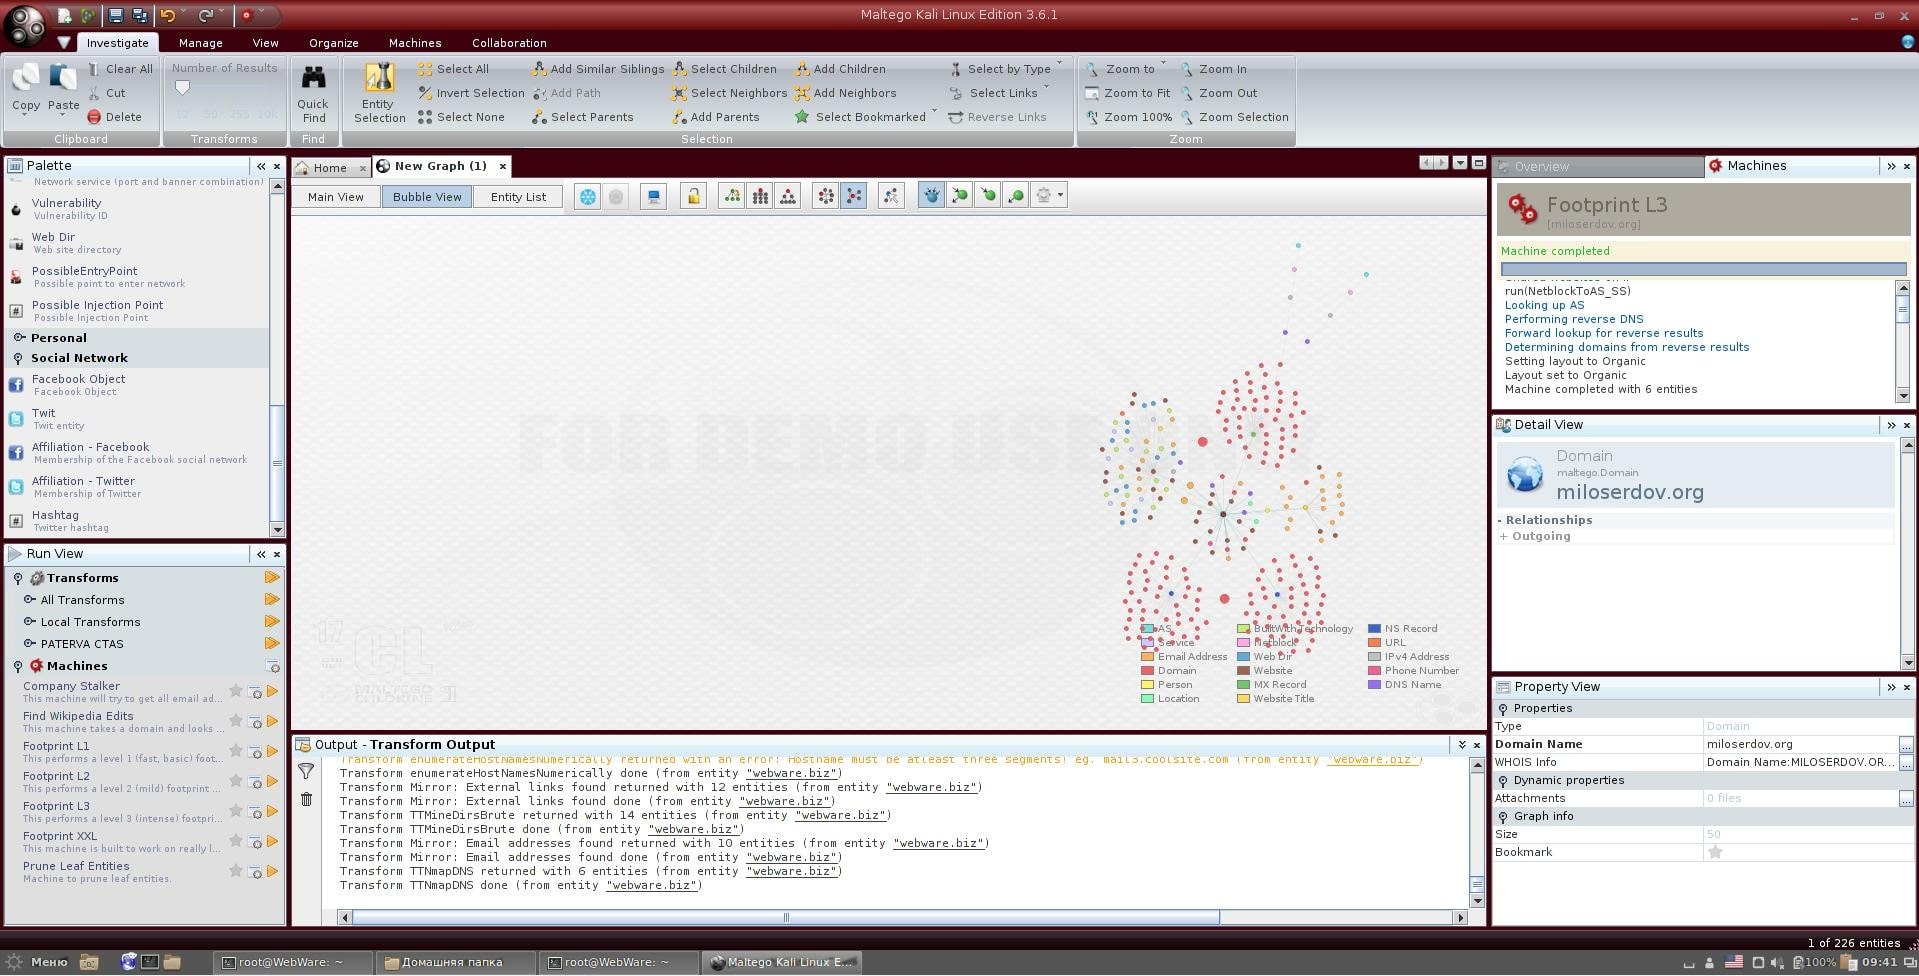 Maltego Kali Linux Edition 3.6.1
Investigate
Manage
View
Organize
Machines
Collaboration
Copy
Paste
Clear All
Cut
Delete
Clipboard
Number of Results
12 50 255 10k
Transforms
Quick Find
Find
Entity Selection
Select All
Invert Selection
Select None
Add Similar Siblings
Add Path
Select Parents
Select Children
Select Neighbors
Add Parents
Add Children
Add Neighbors
Select Bookmarked
Select by Type
Select Links
Reverse Links
Selection
Zoom to
Zoom to Fit
Zoom 100%
Zoom In
Zoom Out
Zoom Selection
Zoom
Palette
Network service (port and banner combination)
Vulnerability
Vulnerability ID
Web Dir
Web site directory
PossibleEntryPoint
Possible point to enter network
Possible Injection Point
Possible Injection Point
Personal
Social Network
Facebook Object
Facebook Object
Twit
Twit entity
Affiliation - Facebook
Membership of the Facebook social network
Affiliation - Twitter
Membership of Twitter
Hashtag
Twitter hashtag
Run View
Transforms
All Transforms
Local Transforms
PATERVA CTAS
Machines
Company Stalker
This machine will try to get all email ad...
Find Wikipedia Edits
This machine takes a domain and looks ...
Footprint L1
This performs a level 1 (fast, basic) foot...
Footprint L2
This performs a level 2 (mild) footprint ...
Footprint L3
This performs a level 3 (intense) footpri...
Footprint XXL
This machine is built to work on really l...
Prune Leaf Entities
Machine to prune leaf entities.
Home
New Graph (1)
Main View
Bubble View
Entity List
AS
Service
Email Address
Domain
Person
Location
BuiltWith Technology
Netblock
Web Dir
Website
MX Record
Website Title
NS Record
URL
IPv4 Address
Phone Number
DNS Name
Output - Transform Output
Transform enumerateHostNamesNumerically returned with an error: Hostname must be atleast three segments! eg. mail3.coolsite.com (from entity "webware.biz")
Transform enumerateHostNamesNumerically done (from entity "webware.biz")
Transform Mirror: External links found returned with 12 entities (from entity "webware.biz")
Transform Mirror: External links found done (from entity "webware.biz")
Transform TTMineDirsBrute returned with 14 entities (from entity "webware.biz")
Transform TTMineDirsBrute done (from entity "webware.biz")
Transform Mirror: Email addresses found returned with 10 entities (from entity "webware.biz")
Transform Mirror: Email addresses found done (from entity "webware.biz")
Transform TTNmapDNS returned with 6 entities (from entity "webware.biz")
Transform TTNmapDNS done (from entity "webware.biz")
Overview
Machines
Footprint L3
[miloserdov.org]
Machine completed
run(NetblockToAS_SS)
Looking up AS
Performing reverse DNS
Forward lookup for reverse results
Determining domains from reverse results
Setting layout to Organic
Layout set to Organic
Machine completed with 6 entities
Detail View
Domain
maltego.Domain
miloserdov.org
- Relationships
+ Outgoing
Property View
Properties
Type Domain
Domain Name miloserdov.org
WHOIS Info Domain Name:MILOSERDOV.OR...
Dynamic properties
Attachments 0 files
Graph info
Size 50
Bookmark
1 of 226 entities
Меню
root@WebWare: ~
Домашняя папка
root@WebWare: ~
Maltego Kali Linux E...
100%
09:41